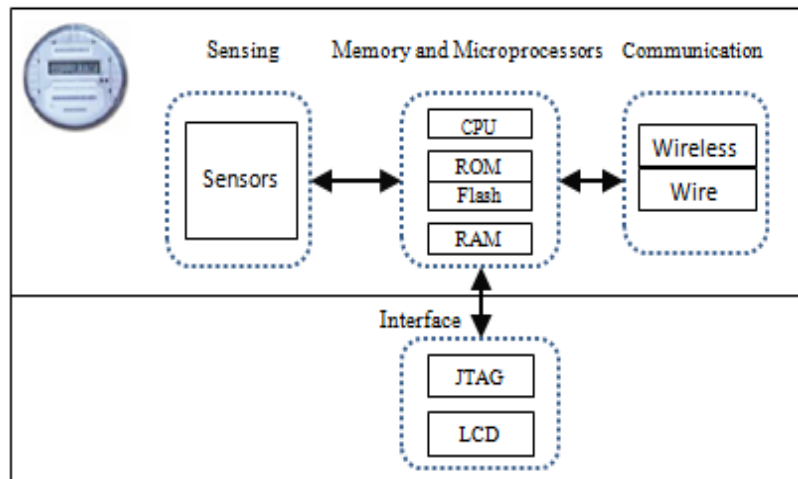 Sensing
Memory and Microprocessors
Communication
Sensors
CPU
ROM
Flash
RAM
Wireless
Wire
Interface
JTAG
LCD